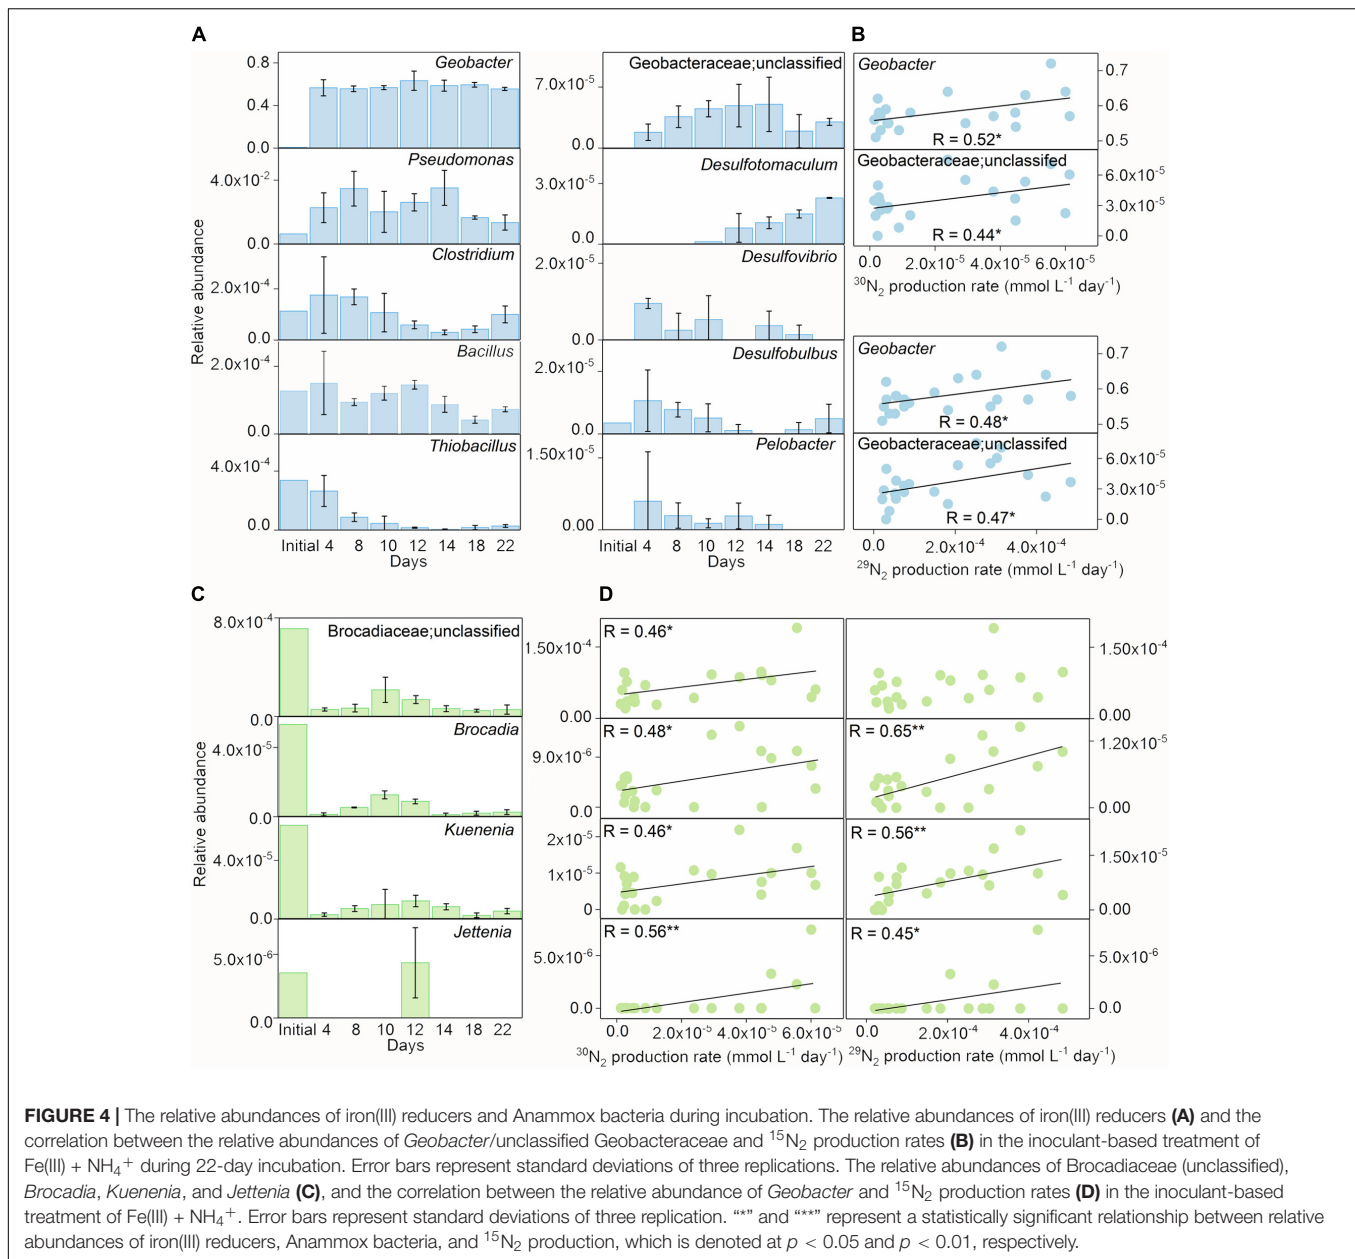 A
B
Geobacter
0.8
0.4
0.0
Geobacteraceae;unclassified
7.0x10⁻⁵
0.0
Geobacter
0.7
0.6
0.5
R = 0.52*
Pseudomonas
4.0x10⁻²
0.0
Desulfotomaculum
3.0x10⁻⁵
0.0
Geobacteraceae;unclassifed
6.0x10⁻⁵
3.0x10⁻⁵
0.0
R = 0.44*
0.0 2.0x10⁻⁵ 4.0x10⁻⁵ 6.0x10⁻⁵
³⁰N₂ production rate (mmol L⁻¹ day⁻¹)
Relative abundance
Clostridium
2.0x10⁻⁴
0.0
Desulfovibrio
2.0x10⁻⁵
0.0
Bacillus
2.0x10⁻⁴
0.0
Desulfobulbus
2.0x10⁻⁵
0.0
Geobacter
0.7
0.6
0.5
R = 0.48*
Thiobacillus
4.0x10⁻⁴
0.0
Pelobacter
1.50x10⁻⁵
0.00
Geobacteraceae;unclassifed
6.0x10⁻⁵
3.0x10⁻⁵
0.0
R = 0.47*
Initial 4 8 10 12 14 18 22
Days
Initial 4 8 10 12 14 18 22
Days
0.0 2.0x10⁻⁴ 4.0x10⁻⁴
²⁹N₂ production rate (mmol L⁻¹ day⁻¹)
C
D
8.0x10⁻⁴
Brocadiaceae;unclassified
0.0
R = 0.46*
1.50x10⁻⁴
0.00
1.50x10⁻⁴
0.00
Relative abundance
Brocadia
4.0x10⁻⁵
0.0
R = 0.48*
9.0x10⁻⁶
0.0
R = 0.65**
1.20x10⁻⁵
0.00
Kuenenia
4.0x10⁻⁵
0.0
R = 0.46*
2x10⁻⁵
1x10⁻⁵
0
R = 0.56**
1.50x10⁻⁵
0.00
Jettenia
5.0x10⁻⁶
0.0
R = 0.56**
5.0x10⁻⁶
0.0
R = 0.45*
5.0x10⁻⁶
0.0
Initial 4 8 10 12 14 18 22
Days
0.0 2.0x10⁻⁵ 4.0x10⁻⁵ 6.0x10⁻⁵
³⁰N₂ production rate (mmol L⁻¹ day⁻¹)
0.0 2.0x10⁻⁴ 4.0x10⁻⁴
²⁹N₂ production rate (mmol L⁻¹ day⁻¹)
FIGURE 4 | The relative abundances of iron(III) reducers and Anammox bacteria during incubation. The relative abundances of iron(III) reducers (A) and the
correlation between the relative abundances of Geobacter/unclassified Geobacteraceae and ¹⁵N₂ production rates (B) in the inoculant-based treatment of
Fe(III) + NH₄⁺ during 22-day incubation. Error bars represent standard deviations of three replications. The relative abundances of Brocadiaceae (unclassified),
Brocadia, Kuenenia, and Jettenia (C), and the correlation between the relative abundance of Geobacter and ¹⁵N₂ production rates (D) in the inoculant-based
treatment of Fe(III) + NH₄⁺. Error bars represent standard deviations of three replication. “*” and “**” represent a statistically significant relationship between relative
abundances of iron(III) reducers, Anammox bacteria, and ¹⁵N₂ production, which is denoted at p < 0.05 and p < 0.01, respectively.